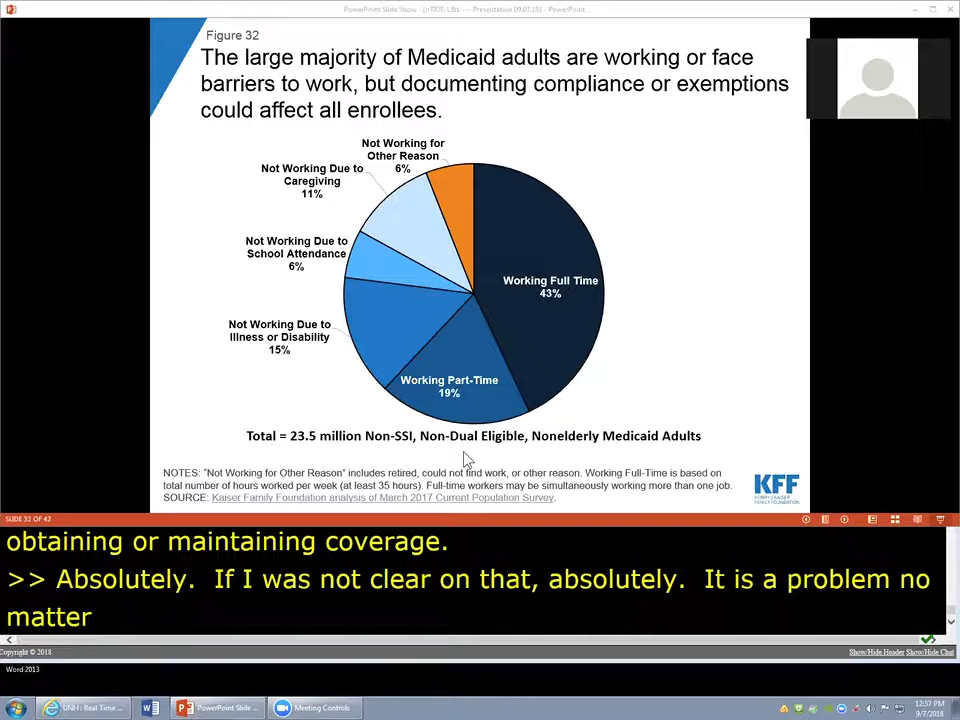 PowerPoint Slide Show - [nTIDE-L&L --- Presentation 09.07.18] - PowerPoint
Figure 32
The large majority of Medicaid adults are working or face
barriers to work, but documenting compliance or exemptions
could affect all enrollees.
Not Working for
Other Reason
6%
Not Working Due to
Caregiving
11%
Not Working Due to
School Attendance
6%
Working Full Time
43%
Not Working Due to
Illness or Disability
15%
Working Part-Time
19%
Total = 23.5 million Non-SSI, Non-Dual Eligible, Nonelderly Medicaid Adults
NOTES: "Not Working for Other Reason" includes retired, could not find work, or other reason. Working Full-Time is based on
total number of hours worked per week (at least 35 hours). Full-time workers may be simultaneously working more than one job.
SOURCE: Kaiser Family Foundation analysis of March 2017 Current Population Survey.
KFF
HENRY J KAISER
FAMILY FOUNDATION
SLIDE 32 OF 42
obtaining or maintaining coverage.
>> Absolutely. If I was not clear on that, absolutely. It is a problem no
matter
Copyright © 2018
Show/Hide Header Show/Hide Chat
Word 2013
UNH : Real Time ...
PowerPoint Slide ...
Meeting Controls
12:57 PM
9/7/2018